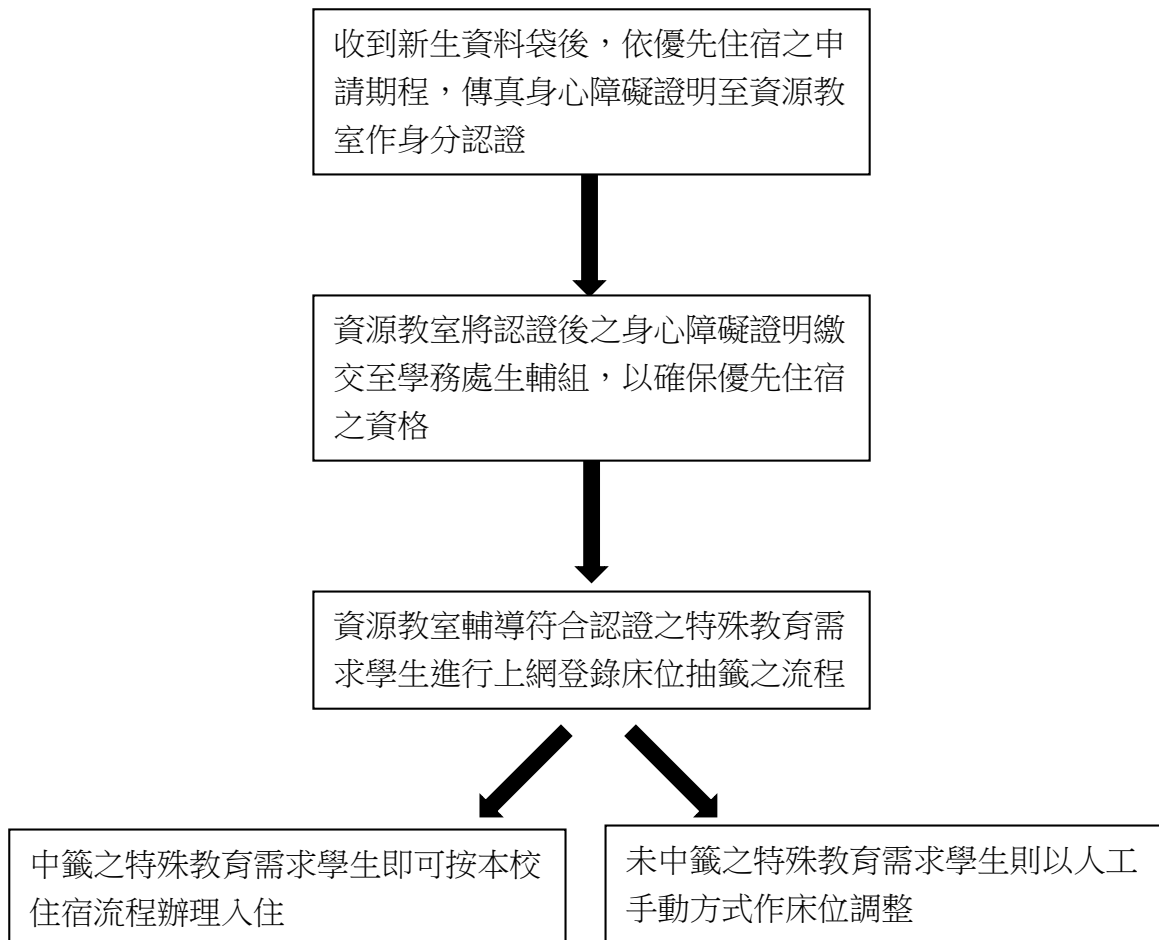 收到新生資料袋後，依優先住宿之申
請期程，傳真身心障礙證明至資源教
室作身分認證
資源教室將認證後之身心障礙證明繳
交至學務處生輔組，以確保優先住宿
之資格
資源教室輔導符合認證之特殊教育需
求學生進行上網登錄床位抽籤之流程
中籤之特殊教育需求學生即可按本校
住宿流程辦理入住
未中籤之特殊教育需求學生則以人工
手動方式作床位調整